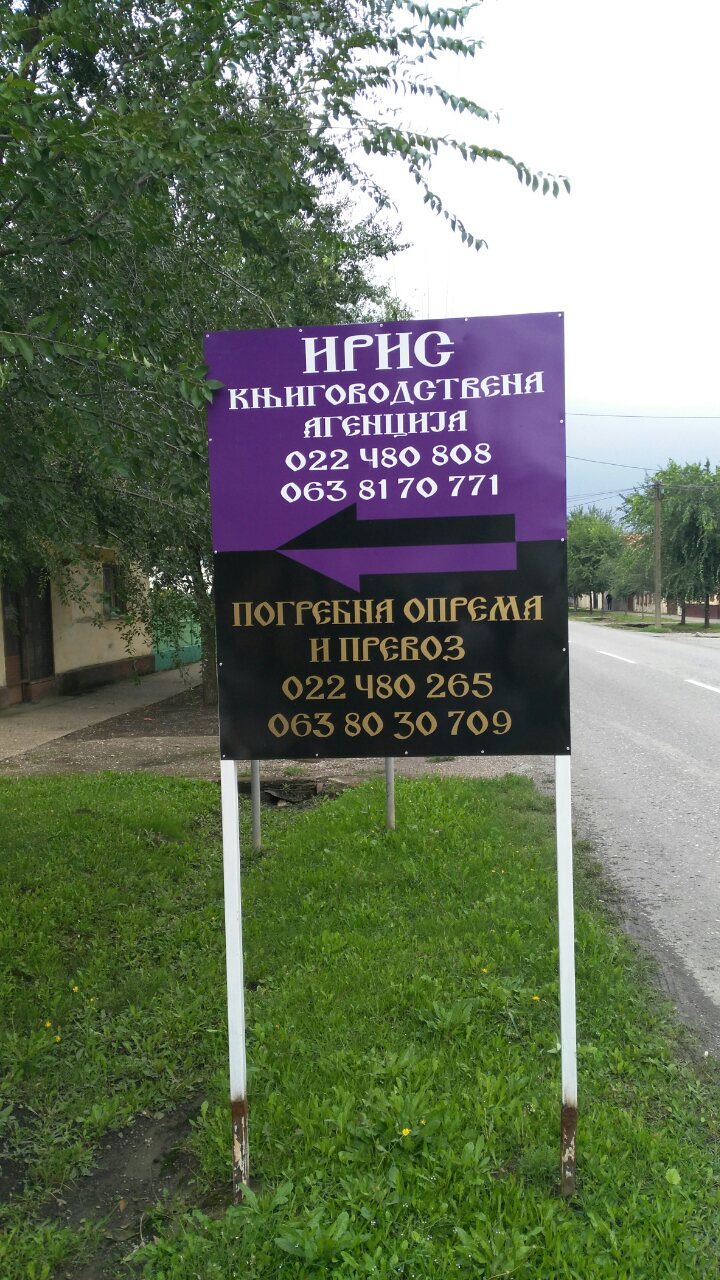 ИРИС
КЊИГОВОДСТВЕНА
АГЕНЦИЈА
022 480 808
063 81 70 771
ПОГРЕБНА ОПРЕМА
И ПРЕВОЗ
022 480 265
063 80 30 709